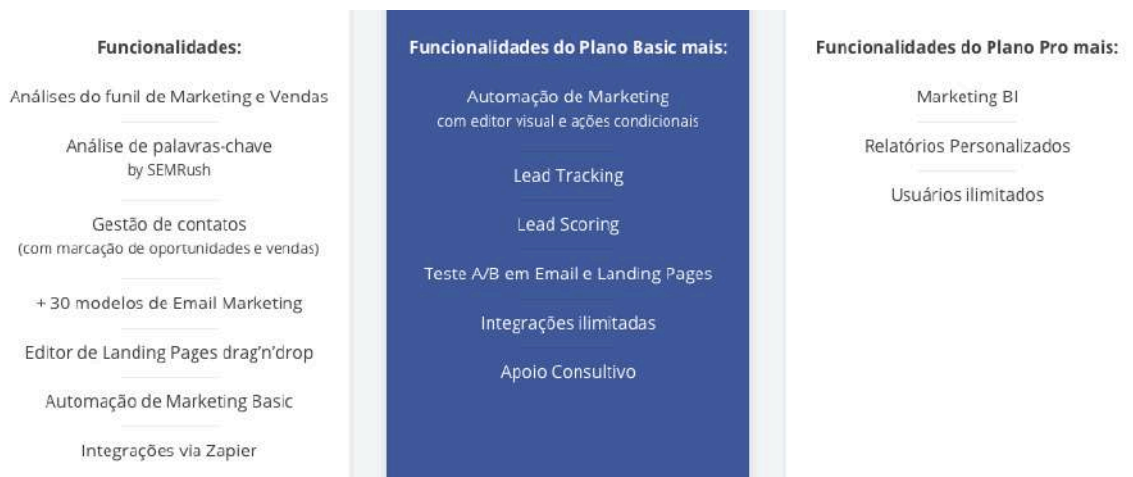 Funcionalidades:
Análises do funil de Marketing e Vendas
Análise de palavras-chave
by SEMRush
Gestão de contatos
(com marcação de oportunidades e vendas)
+ 30 modelos de Email Marketing
Editor de Landing Pages drag’n’drop
Automação de Marketing Basic
Integrações via Zapier
Funcionalidades do Plano Basic mais:
Automação de Marketing
com editor visual e ações condicionais
Lead Tracking
Lead Scoring
Teste A/B em Email e Landing Pages
Integrações ilimitadas
Apoio Consultivo
Funcionalidades do Plano Pro mais:
Marketing BI
Relatórios Personalizados
Usuários ilimitados